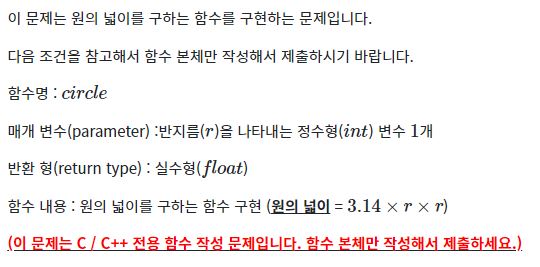 이 문제는 원의 넓이를 구하는 함수를 구현하는 문제입니다.
다음 조건을 참고해서 함수 본체만 작성해서 제출하시기 바랍니다.
함수명 : circle
매개 변수(parameter) :반지름(r)을 나타내는 정수형(int) 변수 1개
반환 형(return type) : 실수형(float)
함수 내용 : 원의 넓이를 구하는 함수 구현 (원의 넓이 = 3.14 × r × r)
(이 문제는 C / C++ 전용 함수 작성 문제입니다. 함수 본체만 작성해서 제출하세요.)